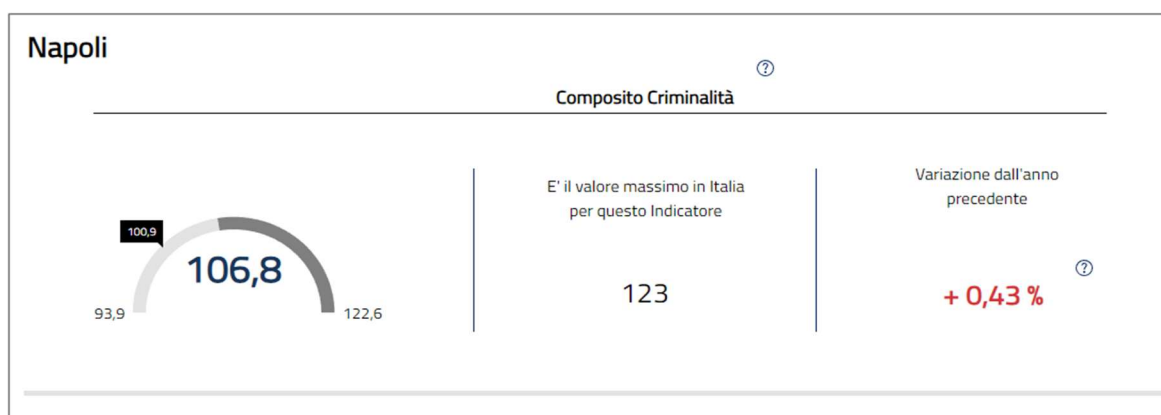 Napoli
?
Composito Criminalità
E' il valore massimo in Italia
per questo Indicatore
Variazione dall'anno
precedente
100,9
106,8
93,9
122,6
123
?
+ 0,43 %